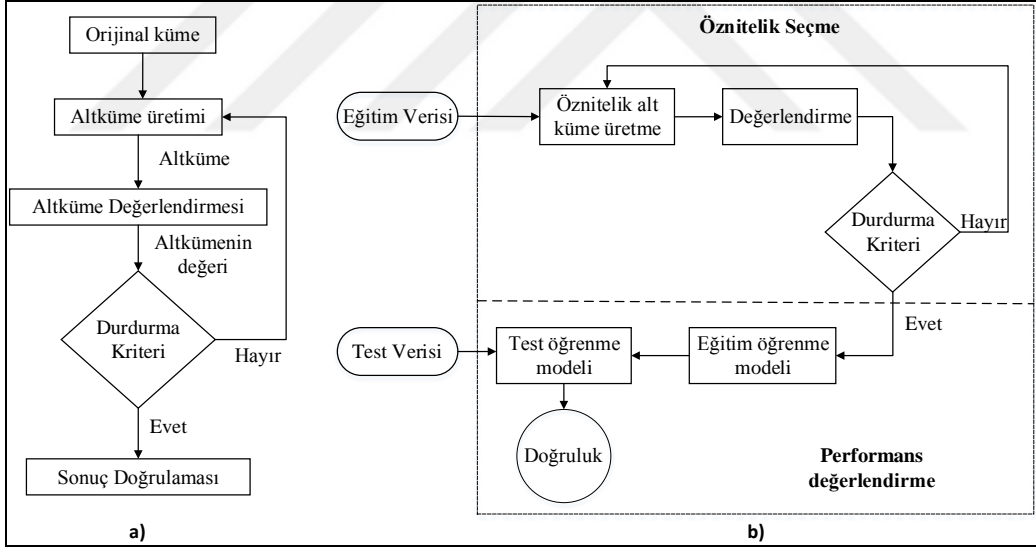 Orijinal küme
Altküme üretimi
Altküme
Altküme Değerlendirmesi
Altkümenin
değeri
Durdurma
Kriteri
Hayır
Evet
Sonuç Doğrulaması
a)
Öznitelik Seçme
Eğitim Verisi
Öznitelik alt
küme üretme
Değerlendirme
Durdurma
Kriteri
Hayır
Evet
Test Verisi
Test öğrenme
modeli
Eğitim öğrenme
modeli
Doğruluk
Performans
değerlendirme
b)